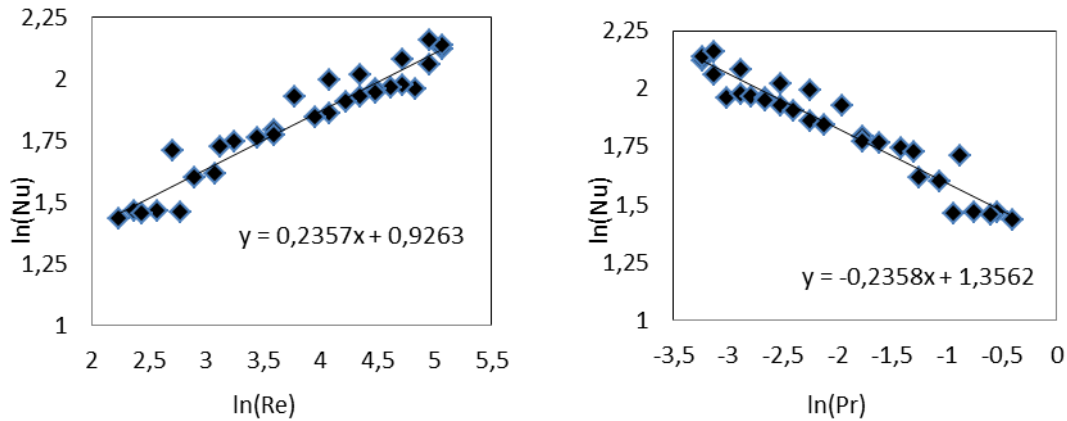 2,25
2
1,75
1,5
1,25
1
ln(Nu)
y = 0,2357x + 0,9263
2 2,5 3 3,5 4 4,5 5 5,5
ln(Re)
2,25
2
1,75
1,5
1,25
1
ln(Nu)
y = -0,2358x + 1,3562
-3,5 -3 -2,5 -2 -1,5 -1 -0,5 0
ln(Pr)